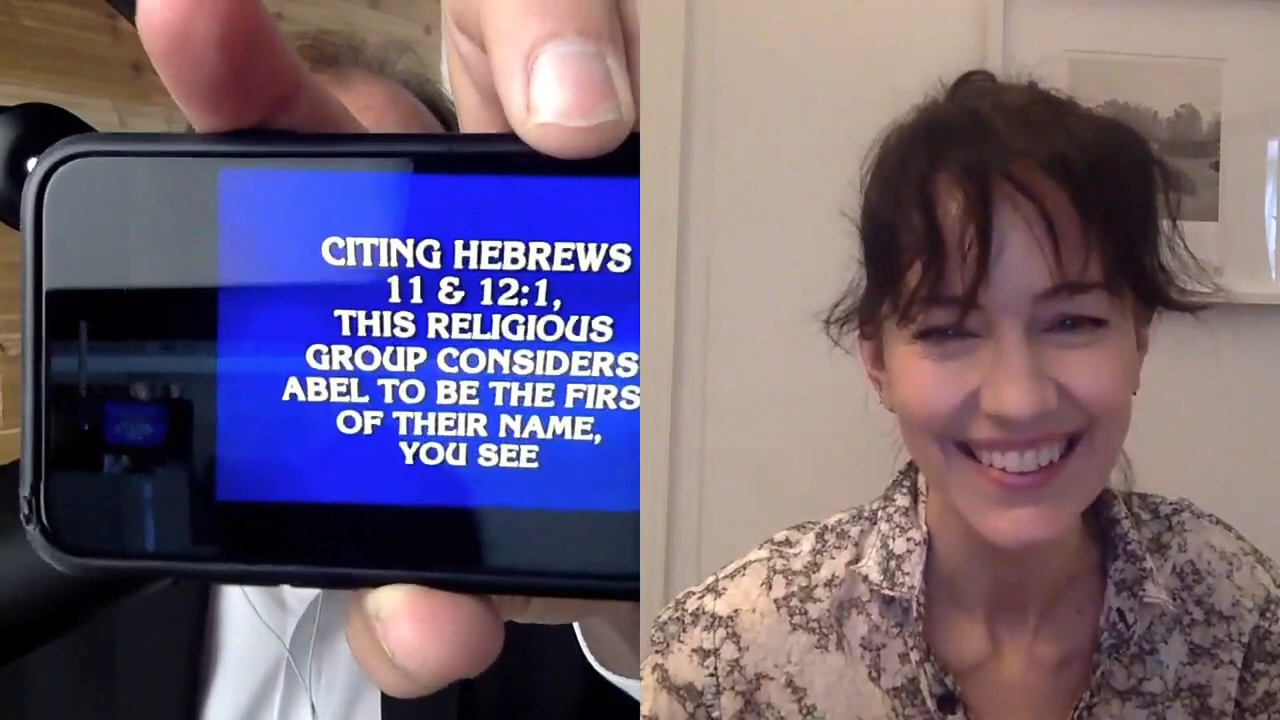 CITING HEBREWS
11 & 12:1,
THIS RELIGIOUS
GROUP CONSIDERS
ABEL TO BE THE FIRS
OF THEIR NAME,
YOU SEE